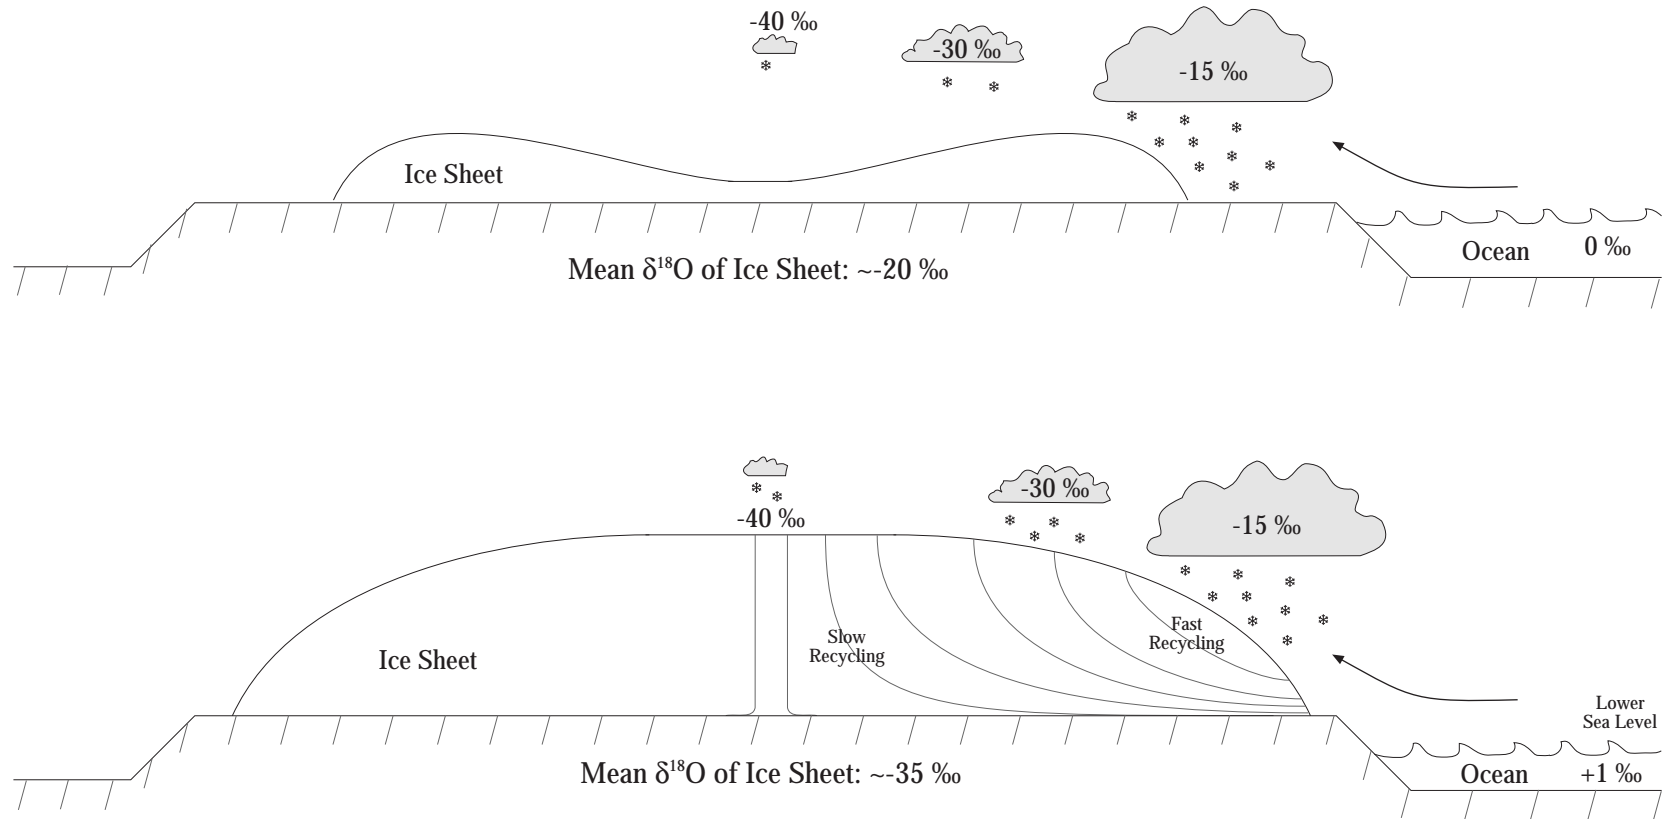 -40 ‰
-30 ‰
-15 ‰
Ice Sheet
Ocean 0 ‰
Mean δ¹⁸O of Ice Sheet: ~-20 ‰
-30 ‰
-40 ‰
-15 ‰
Fast
Recycling
Slow
Recycling
Ice Sheet
Lower
Sea Level
Mean δ¹⁸O of Ice Sheet: ~-35 ‰
Ocean +1 ‰